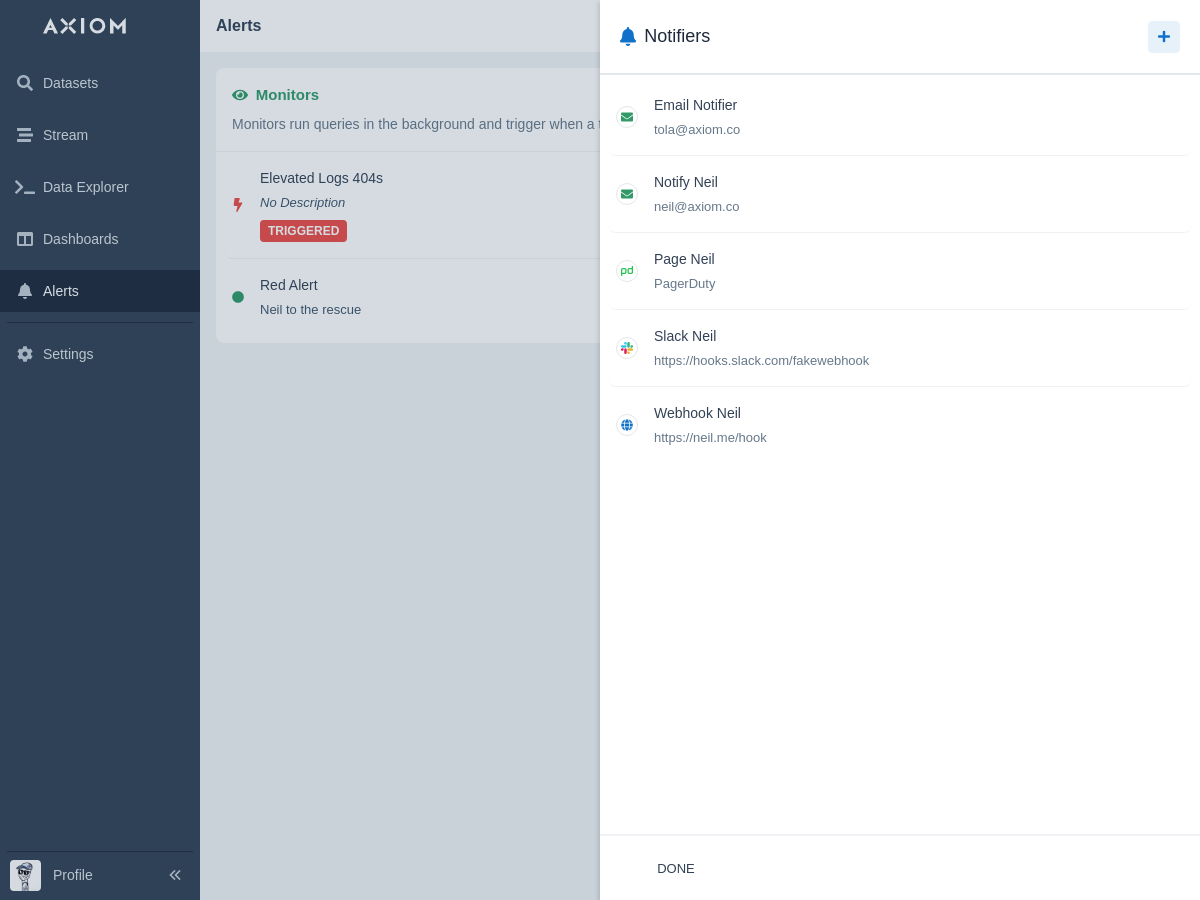 AXIOM
Datasets
Stream
Data Explorer
Dashboards
Alerts
Settings
Profile
Alerts
Monitors
Monitors run queries in the background and trigger when a
Elevated Logs 404s
No Description
TRIGGERED
Red Alert
Neil to the rescue
Notifiers
Email Notifier
tola@axiom.co
Notify Neil
neil@axiom.co
pd
Page Neil
PagerDuty
Slack Neil
https://hooks.slack.com/fakewebhook
Webhook Neil
https://neil.me/hook
DONE